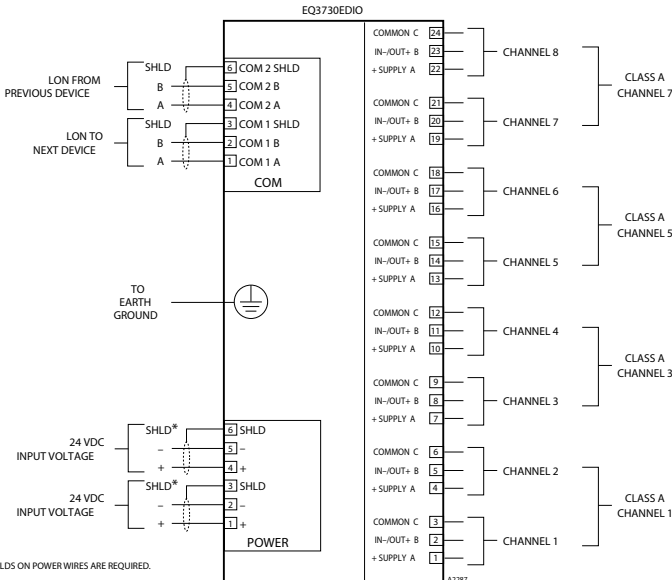 EQ3730EDIO
LON FROM
PREVIOUS DEVICE
SHLD
B
A
LON TO
NEXT DEVICE
SHLD
B
A
6 COM 2 SHLD
5 COM 2 B
4 COM 2 A
3 COM 1 SHLD
2 COM 1 B
1 COM 1 A
COM
TO
EARTH
GROUND
24 VDC
INPUT VOLTAGE
SHLD*
–
+
24 VDC
INPUT VOLTAGE
SHLD*
–
+
6 SHLD
5 –
4 +
3 SHLD
2 –
1 +
POWER
LDS ON POWER WIRES ARE REQUIRED.
COMMON C 24
IN–/OUT+ B 23
+ SUPPLY A 22
CHANNEL 8
COMMON C 21
IN–/OUT+ B 20
+ SUPPLY A 19
CHANNEL 7
CLASS A
CHANNEL 7
COMMON C 18
IN–/OUT+ B 17
+ SUPPLY A 16
CHANNEL 6
COMMON C 15
IN–/OUT+ B 14
+ SUPPLY A 13
CHANNEL 5
CLASS A
CHANNEL 5
COMMON C 12
IN–/OUT+ B 11
+ SUPPLY A 10
CHANNEL 4
COMMON C 9
IN–/OUT+ B 8
+ SUPPLY A 7
CHANNEL 3
CLASS A
CHANNEL 3
COMMON C 6
IN–/OUT+ B 5
+ SUPPLY A 4
CHANNEL 2
COMMON C 3
IN–/OUT+ B 2
+ SUPPLY A 1
CHANNEL 1
CLASS A
CHANNEL 1
A2287